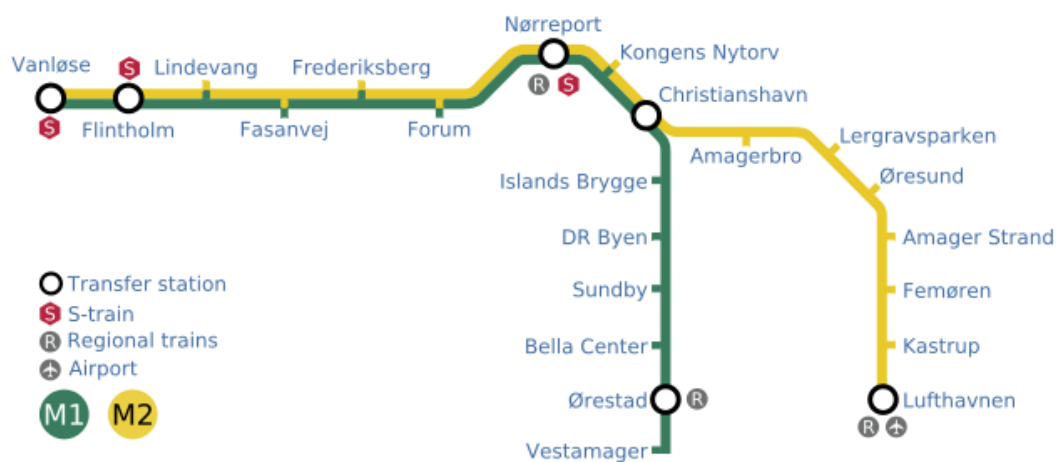 Nørreport
Vanløse
S
Lindevang
Frederiksberg
Kongens Nytorv
R
S
Christianshavn
S
Flintholm
Fasanvej
Forum
Amagerbro
Lergravsparken
Øresund
Islands Brygge
DR Byen
Amager Strand
Sundby
Femøren
Bella Center
Kastrup
Ørestad
R
Lufthavnen
R
Vestamager
Transfer station
S S-train
R Regional trains
Airport
M1 M2